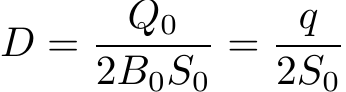 D = \frac{Q_0}{2B_0S_0} = \frac{q}{2S_0}